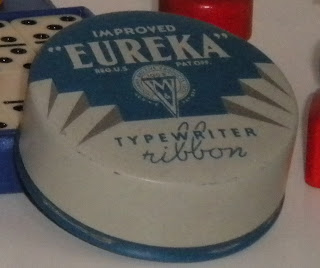 IMPROVED
"EUREKA"
REG.U.S. PAT.OFF.
TYPEWRITER
ribbon